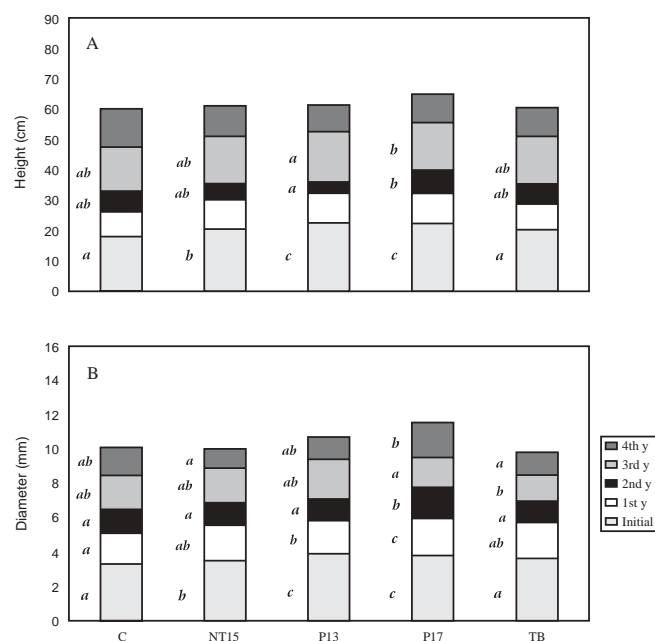 90
A
80
70
60
50
40
30
20
10
0
Height (cm)
ab ab a b ab
ab ab a b ab
a b c c a
16
B
14
12
10
8
6
4
2
0
Diameter (mm)
ab a ab b a
ab ab ab a b
a a a b a
a ab b c ab
a b c c a
C NT15 P13 P17 TB
4th y
3rd y
2nd y
1st y
Initial